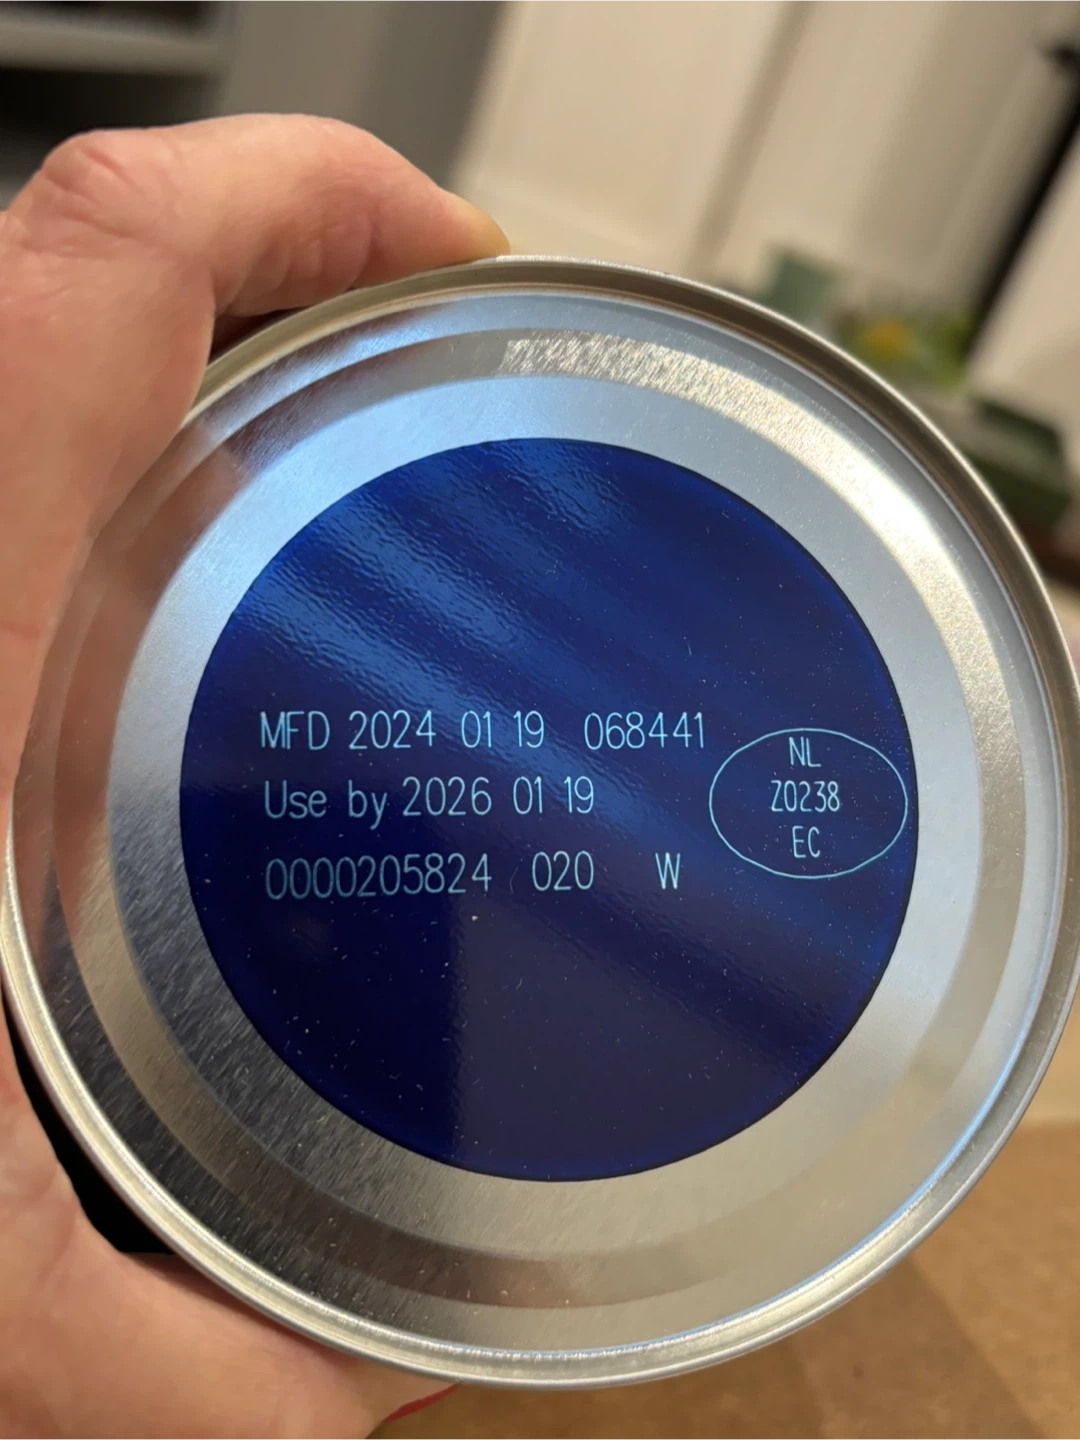 MFD 2024 01 19 068441
Use by 2026 01 19
0000205824 020 W
NL
Z0238
EC